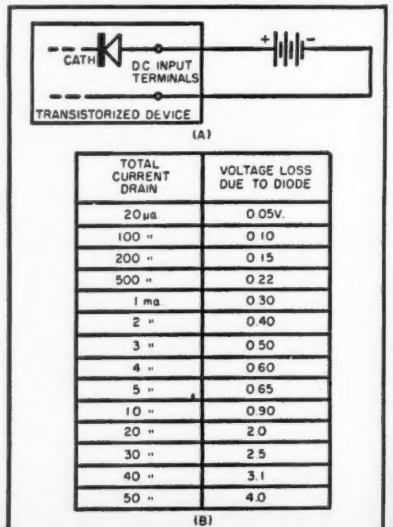 + -
CATH
D.C INPUT
TERMINALS
TRANSISTORIZED DEVICE
(A)
TOTAL
CURRENT
DRAIN
VOLTAGE LOSS
DUE TO DIODE
20 µa. 0.05V.
100 " 0.10
200 " 0.15
500 " 0.22
1 ma. 0.30
2 " 0.40
3 " 0.50
4 " 0.60
5 " 0.65
10 " 0.90
20 " 2.0
30 " 2.5
40 " 3.1
50 " 4.0
(B)